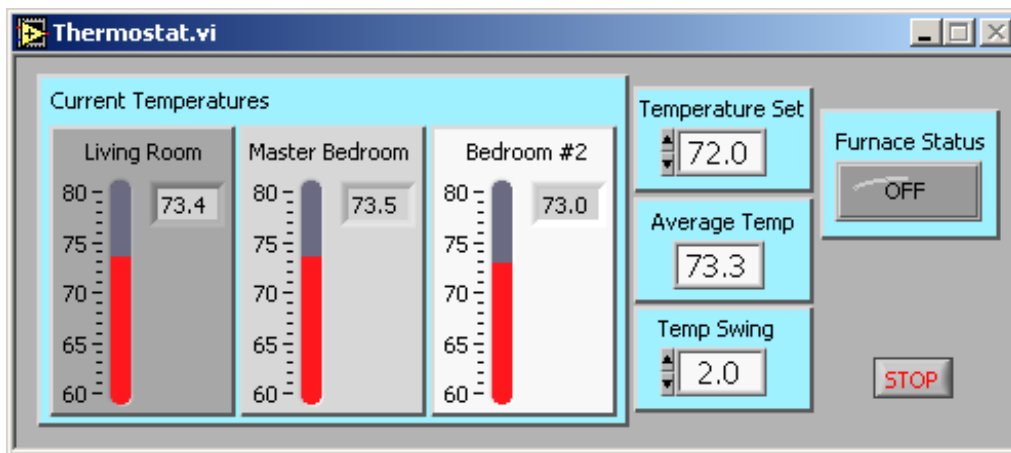 Thermostat.vi
Current Temperatures
Living Room
80
75
70
65
60
73.4
Master Bedroom
80
75
70
65
60
73.5
Bedroom #2
80
75
70
65
60
73.0
Temperature Set
72.0
Average Temp
73.3
Temp Swing
2.0
Furnace Status
OFF
STOP